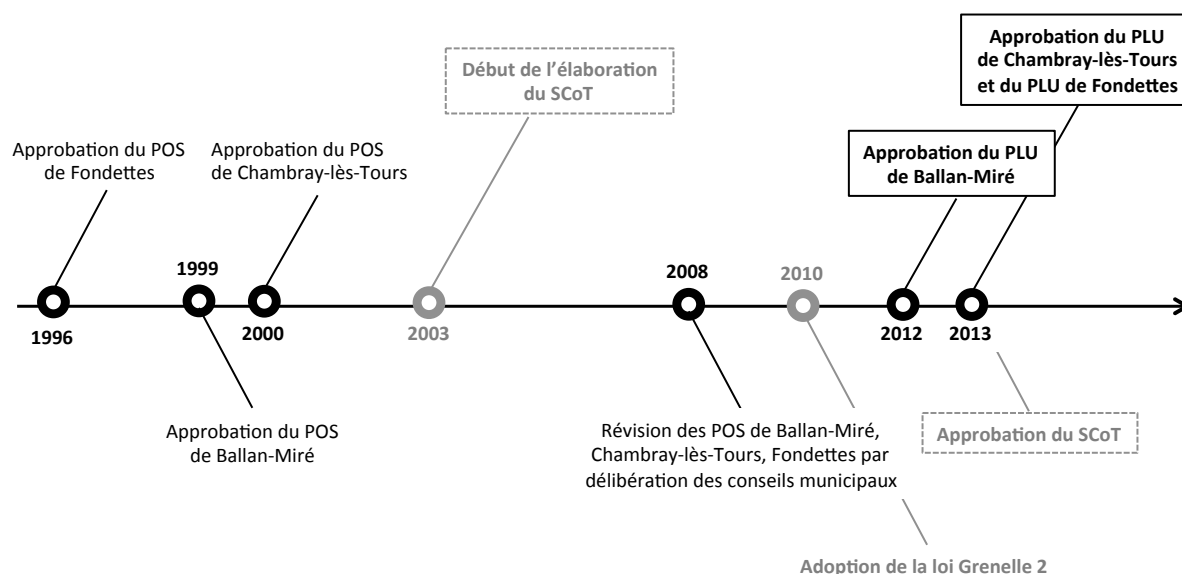 Approbation du PLU
de Chambray-lès-Tours
et du PLU de Fondettes
Début de l'élaboration
du SCoT
Approbation du POS
de Fondettes
Approbation du POS
de Chambray-lès-Tours
Approbation du PLU
de Ballan-Miré
1999
2008
2010
1996
2000
2003
2012
2013
Approbation du POS
de Ballan-Miré
Révision des POS de Ballan-Miré,
Chambray-lès-Tours, Fondettes par
délibération des conseils municipaux
Approbation du SCoT
Adoption de la loi Grenelle 2